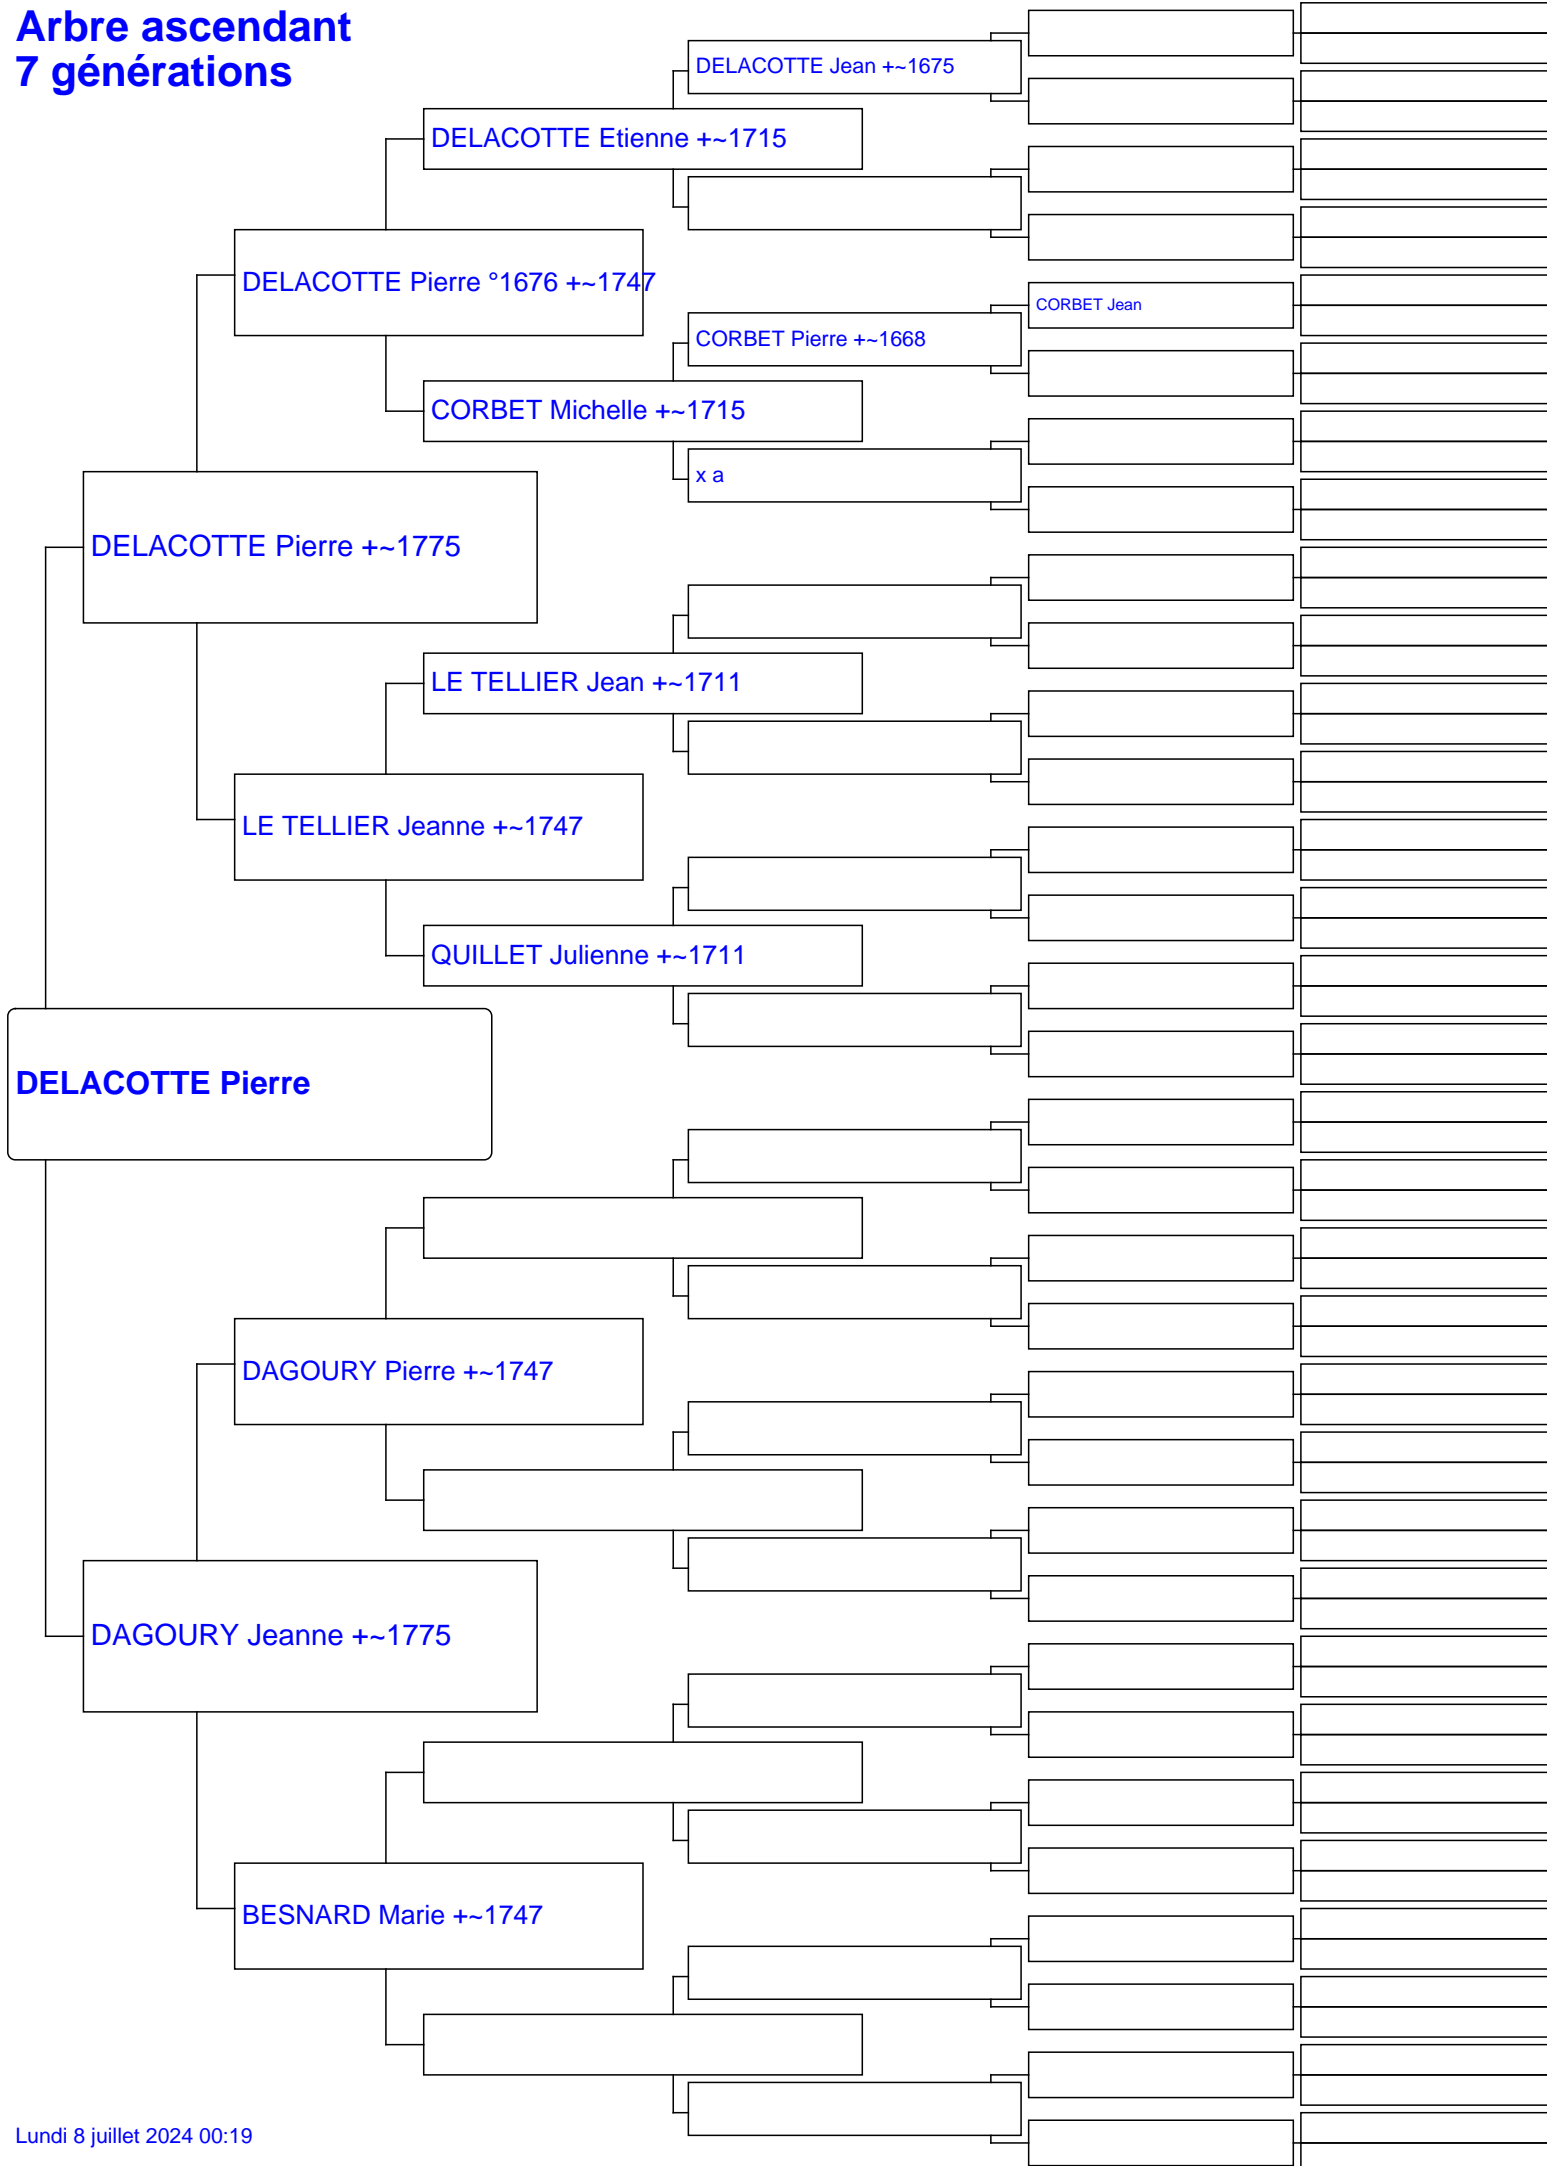 Arbre ascendant
7 générations
DELACOTTE Jean +~1675
DELACOTTE Etienne +~1715
DELACOTTE Pierre °1676 +~1747
CORBET Jean
CORBET Pierre +~1668
CORBET Michelle +~1715
x a
DELACOTTE Pierre +~1775
LE TELLIER Jean +~1711
LE TELLIER Jeanne +~1747
QUILLET Julienne +~1711
DELACOTTE Pierre
DAGOURY Pierre +~1747
DAGOURY Jeanne +~1775
BESNARD Marie +~1747
Lundi 8 juillet 2024 00:19